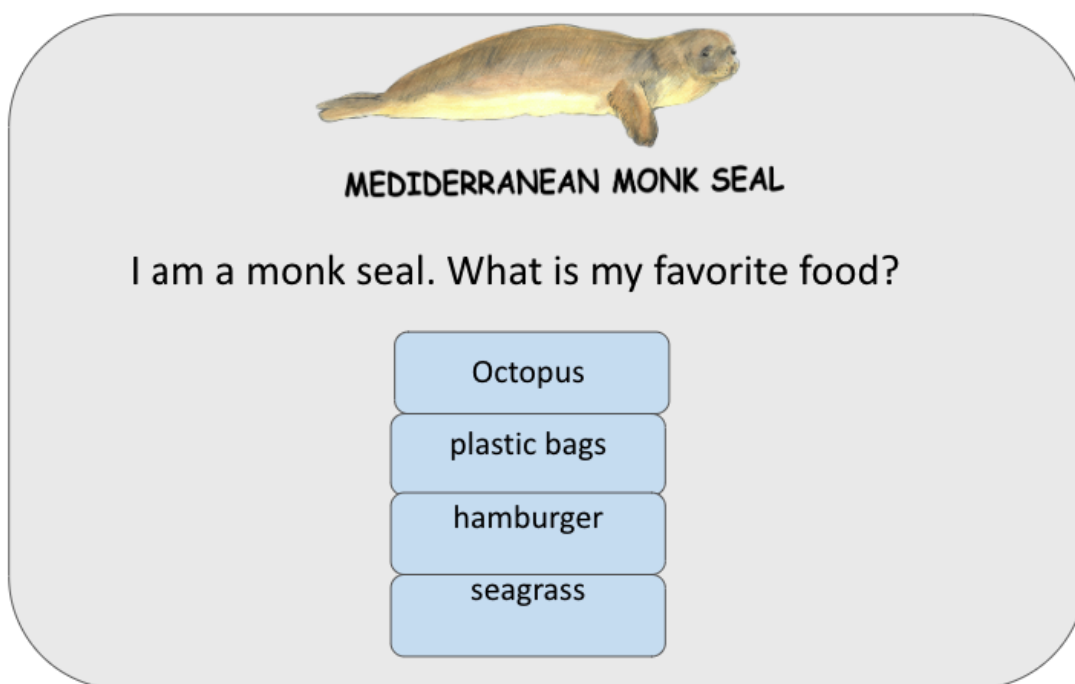 MEDIDERRANEAN MONK SEAL
I am a monk seal. What is my favorite food?
Octopus
plastic bags
hamburger
seagrass